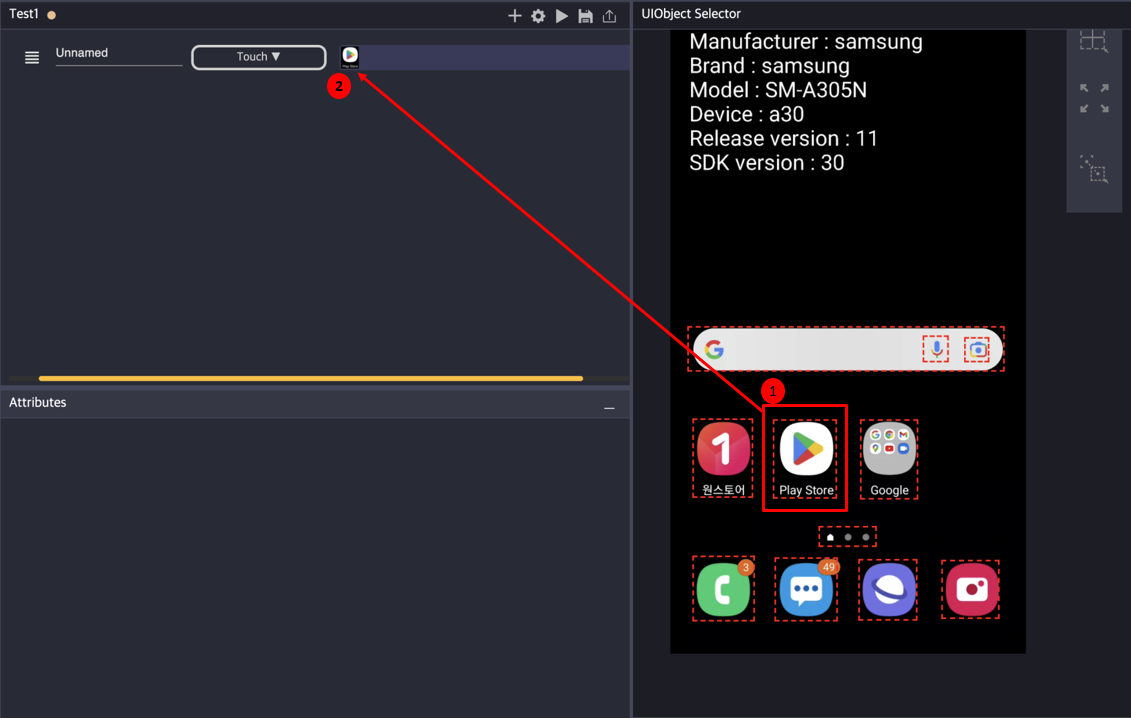 Test1
UIObject Selector
Unnamed
Touch ▼
2
Manufacturer : samsung
Brand : samsung
Model : SM-A305N
Device : a30
Release version : 11
SDK version : 30
1
원스토어
Play Store
Google
3
49
Attributes